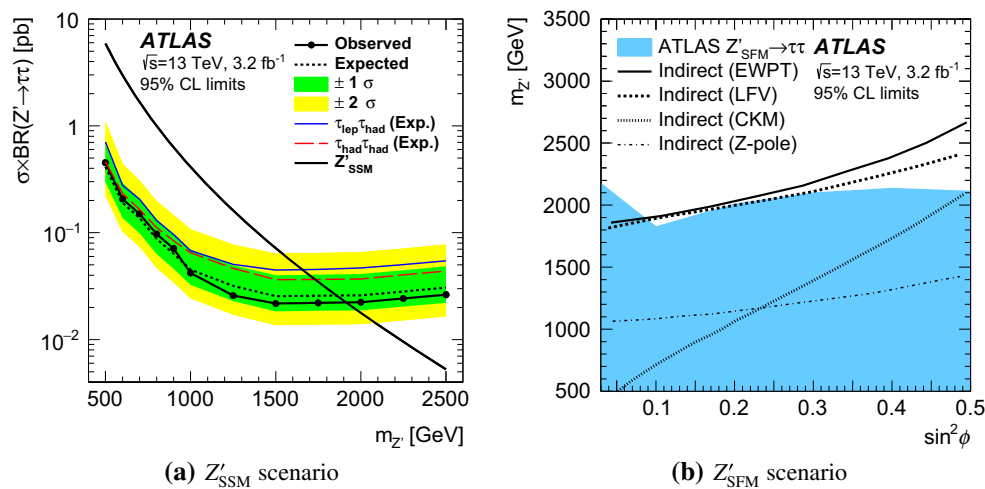 σ×BR(Z'→ττ) [pb]
10
1
10⁻¹
10⁻²
ATLAS
√s=13 TeV, 3.2 fb⁻¹
95% CL limits
Observed
Expected
± 1 σ
± 2 σ
τlepτhad (Exp.)
τhadτhad (Exp.)
Z'SSM
500 1000 1500 2000 2500
mZ' [GeV]
(a) Z'SSM scenario
mZ' [GeV]
3500
3000
2500
2000
1500
1000
500
ATLAS Z'SFM→ττ
Indirect (EWPT)
Indirect (LFV)
Indirect (CKM)
Indirect (Z-pole)
ATLAS
√s=13 TeV, 3.2 fb⁻¹
95% CL limits
0.1 0.2 0.3 0.4 0.5
sin²ϕ
(b) Z'SFM scenario